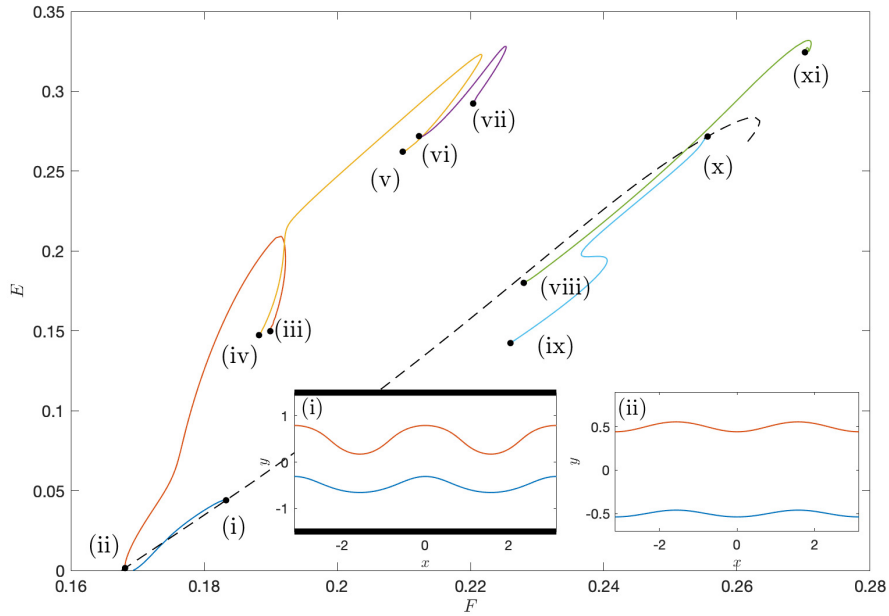 0.35
0.3
0.25
0.2
0.15
0.1
0.05
0
E
0.16
0.18
0.2
0.22
0.24
0.26
0.28
F
(xi)
(vii)
(vi)
(v)
(x)
(viii)
(iii)
(iv)
(ix)
(ii)
(i)
(i)
1
0
-1
y
-2
0
2
x
(ii)
0.5
0
-0.5
y
-2
0
2
x